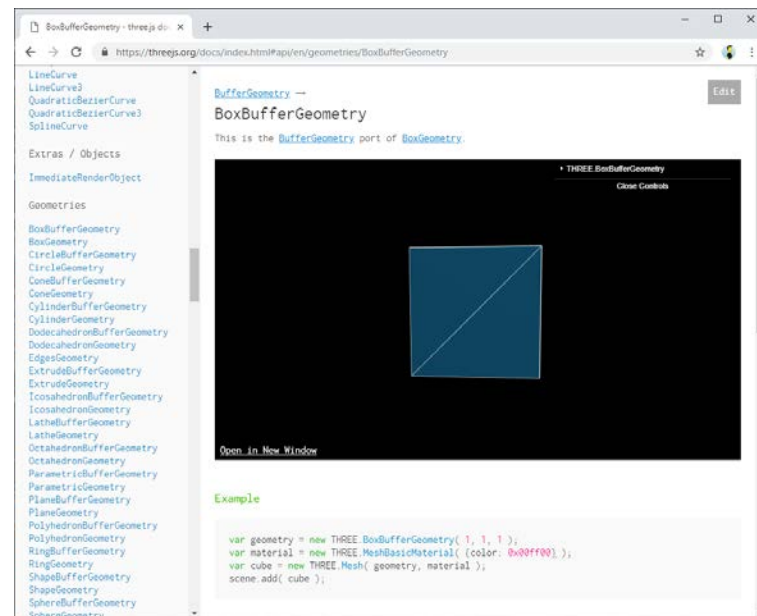 BoxBufferGeometry - three.js do
https://threejs.org/docs/index.html#api/en/geometries/BoxBufferGeometry
LineCurve
LineCurve3
QuadraticBezierCurve
QuadraticBezierCurve3
SplineCurve
Extras / Objects
ImmediateRenderObject
Geometries
BoxBufferGeometry
BoxGeometry
CircleBufferGeometry
CircleGeometry
ConeBufferGeometry
ConeGeometry
CylinderBufferGeometry
CylinderGeometry
DodecahedronBufferGeometry
DodecahedronGeometry
EdgesGeometry
ExtrudeBufferGeometry
ExtrudeGeometry
IcosahedronBufferGeometry
IcosahedronGeometry
LatheBufferGeometry
LatheGeometry
OctahedronBufferGeometry
OctahedronGeometry
ParametricBufferGeometry
ParametricGeometry
PlaneBufferGeometry
PlaneGeometry
PolyhedronBufferGeometry
PolyhedronGeometry
RingBufferGeometry
RingGeometry
ShapeBufferGeometry
ShapeGeometry
SphereBufferGeometry
SphereGeometry
BufferGeometry →
Edit
BoxBufferGeometry
This is the BufferGeometry port of BoxGeometry.
THREE.BoxBufferGeometry
Close Controls
Open in New Window
Example
var geometry = new THREE.BoxBufferGeometry( 1, 1, 1 );
var material = new THREE.MeshBasicMaterial( {color: 0x00ff00} );
var cube = new THREE.Mesh( geometry, material );
scene.add( cube );